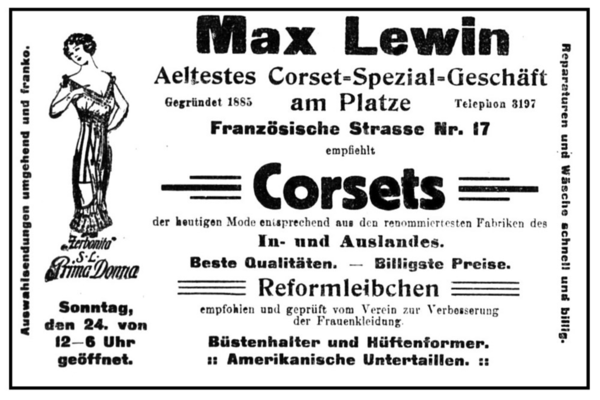 Max Lewin
Aeltestes Corset-Spezial-Geschäft
Gegründet 1885 am Platze Telephon 3197
Französische Strasse Nr. 17
empfiehlt
Corsets
der heutigen Mode entsprechend aus den renommiertesten Fabriken des
In- und Auslandes.
Beste Qualitäten. — Billigste Preise.
Reformleibchen
empfohlen und geprüft vom Verein zur Verbesserung
der Frauenkleidung.
Büstenhalter und Hüftenformer.
:: Amerikanische Untertaillen. ::
Auswahlsendungen umgehend und franko.
"Zerbonita"
S-L-
Prima Donna
Sonntag,
den 24. von
12–6 Uhr
geöffnet.
Reparaturen und Wäsche schnell und billig.